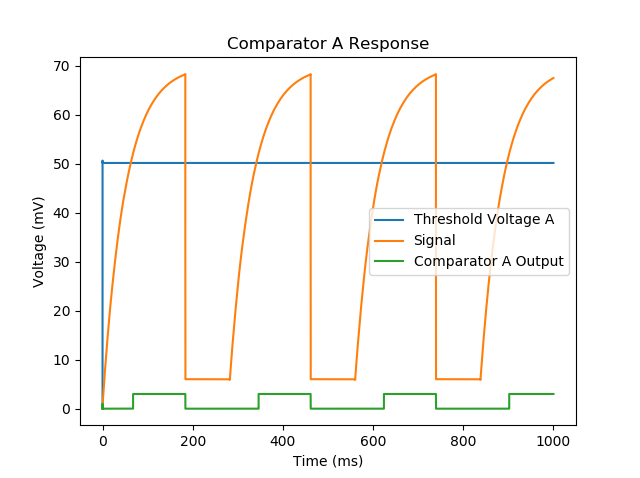 Comparator A Response
70
60
50
40
30
20
10
0
Voltage (mV)
Threshold Voltage A
Signal
Comparator A Output
0 200 400 600 800 1000
Time (ms)